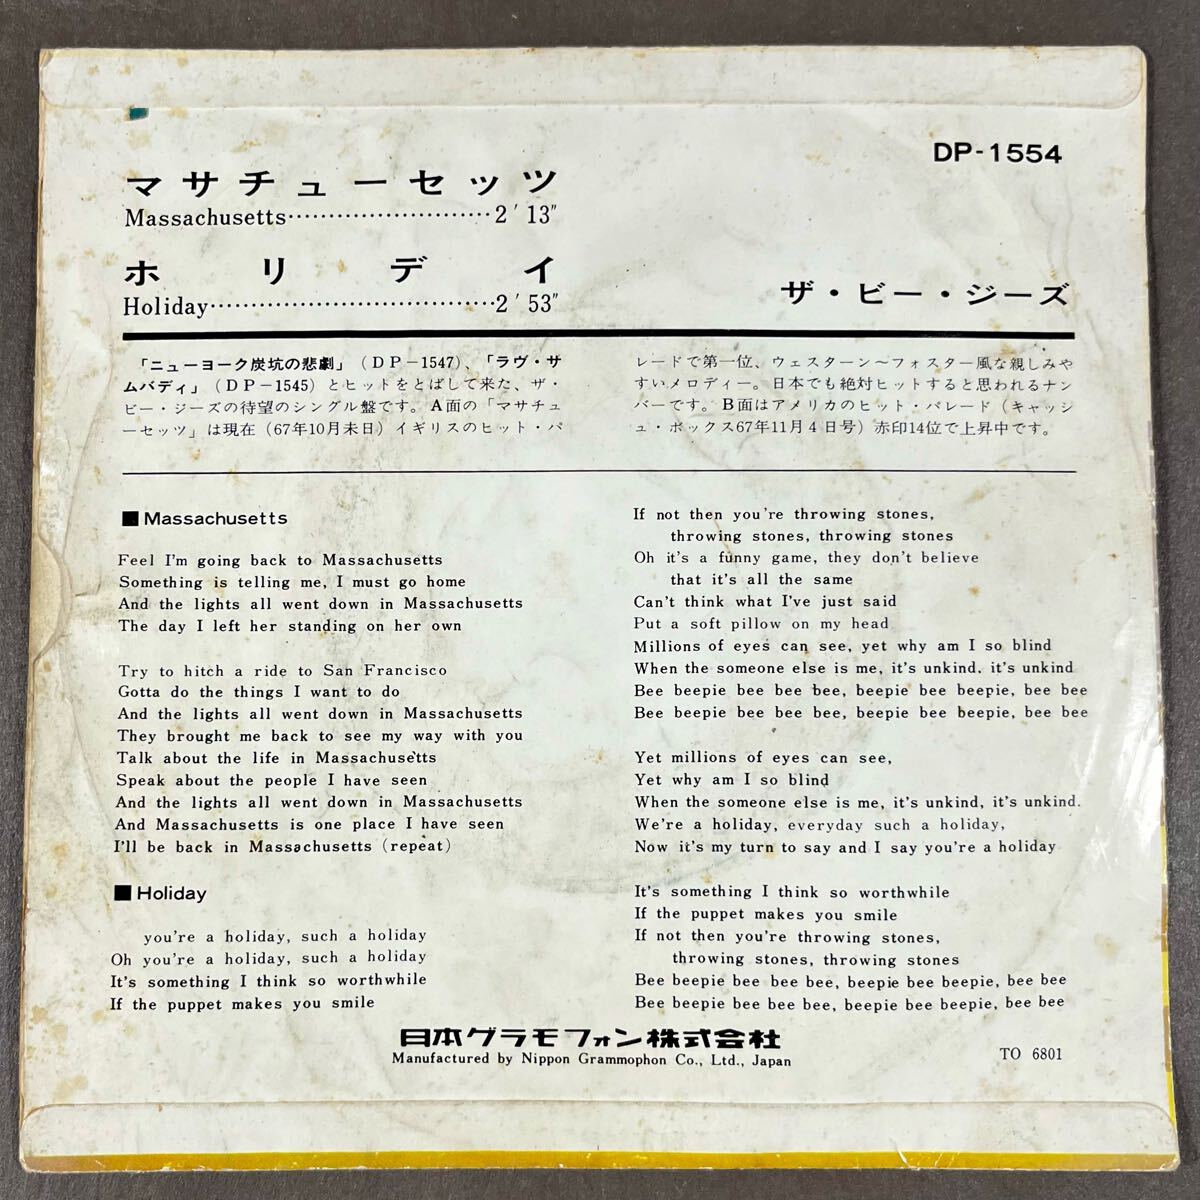 DP-1554
マサチューセッツ
Massachusetts························2′13″
ホリデイ
Holiday··································2′53″
ザ・ビー・ジーズ
「ニューヨーク炭坑の悲劇」(DP-1547)、「ラヴ・サ
ムバディ」(DP-1545)とヒットをとばして来た、ザ・
ビー・ジーズの待望のシングル盤です。A面の「マサチュ
ーセッツ」は現在(67年10月末日)イギリスのヒット・パ
レードで第一位、ウェスターン〜フォスター風な親しみや
すいメロディー。日本でも絶対ヒットすると思われるナン
バーです。B面はアメリカのヒット・パレード(キャッシ
ュ・ボックス67年11月4日号)赤印14位で上昇中です。
■ Massachusetts
Feel I'm going back to Massachusetts
Something is telling me, I must go home
And the lights all went down in Massachusetts
The day I left her standing on her own
Try to hitch a ride to San Francisco
Gotta do the things I want to do
And the lights all went down in Massachusetts
They brought me back to see my way with you
Talk about the life in Massachusetts
Speak about the people I have seen
And the lights all went down in Massachusetts
And Massachusetts is one place I have seen
I'll be back in Massachusetts (repeat)
■ Holiday
you're a holiday, such a holiday
Oh you're a holiday, such a holiday
It's something I think so worthwhile
If the puppet makes you smile
If not then you're throwing stones,
throwing stones, throwing stones
Oh it's a funny game, they don't believe
that it's all the same
Can't think what I've just said
Put a soft pillow on my head
Millions of eyes can see, yet why am I so blind
When the someone else is me, it's unkind. it's unkind
Bee beepie bee bee bee, beepie bee beepie, bee bee
Bee beepie bee bee bee, beepie bee beepie, bee bee
Yet millions of eyes can see,
Yet why am I so blind
When the someone else is me, it's unkind, it's unkind.
We're a holiday, everyday such a holiday,
Now it's my turn to say and I say you're a holiday
It's something I think so worthwhile
If the puppet makes you smile
If not then you're throwing stones,
throwing stones, throwing stones
Bee beepie bee bee bee, beepie bee beepie, bee bee
Bee beepie bee bee bee, beepie bee beepie, bee bee
日本グラモフォン株式会社
Manufactured by Nippon Grammophon Co., Ltd., Japan
TO 6801